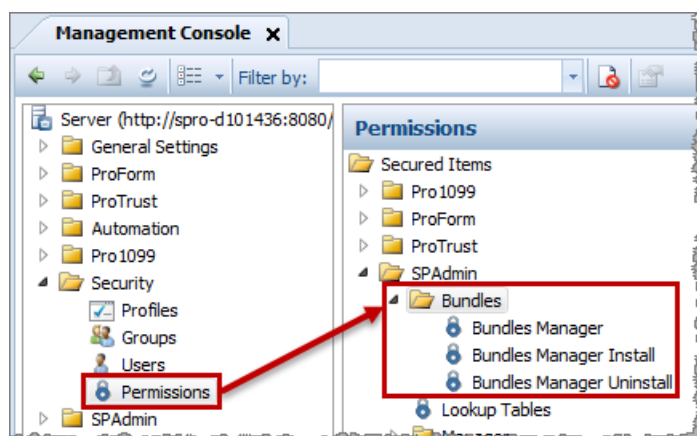 Management Console
Filter by:
Server (http://spro-d101436:8080/
General Settings
ProForm
ProTrust
Automation
Pro1099
Security
Profiles
Groups
Users
Permissions
SPAdmin
Permissions
Secured Items
Pro1099
ProForm
ProTrust
SPAdmin
Bundles
Bundles Manager
Bundles Manager Install
Bundles Manager Uninstall
Lookup Tables